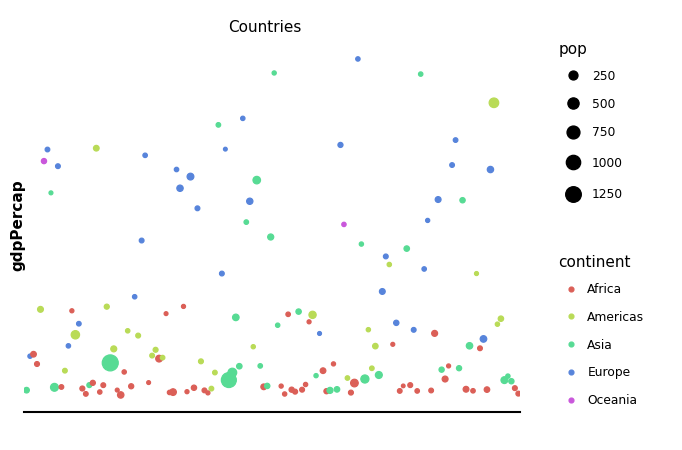 Countries
gdpPercap
pop
250
500
750
1000
1250
continent
Africa
Americas
Asia
Europe
Oceania